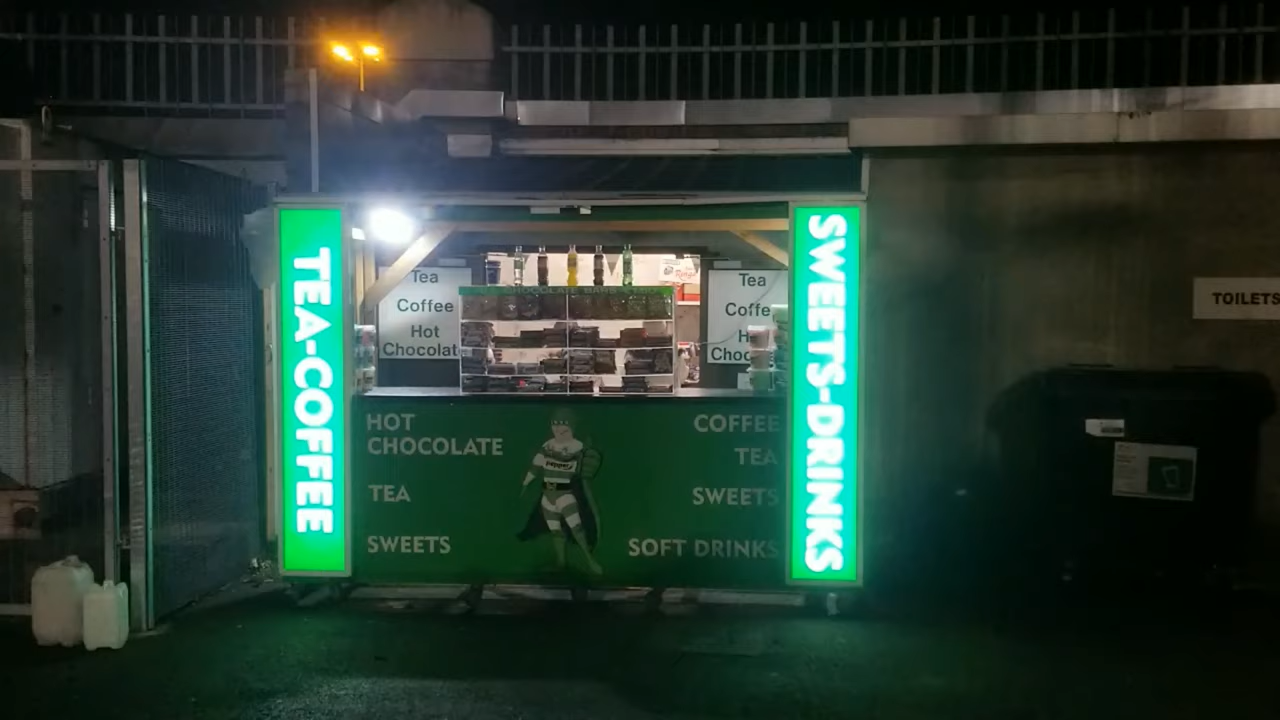 TEA-COFFEE
Tea
Coffee
Hot
Chocolat
Tea
Coffe
H
Choc
SWEETS-DRINKS
TOILETS
HOT
CHOCOLATE
TEA
SWEETS
COFFEE
TEA
SWEETS
SOFT DRINKS